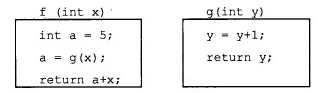 f (int x)
int a = 5;
a = g(x);
return a+x;
g(int y)
y = y+1;
return y;